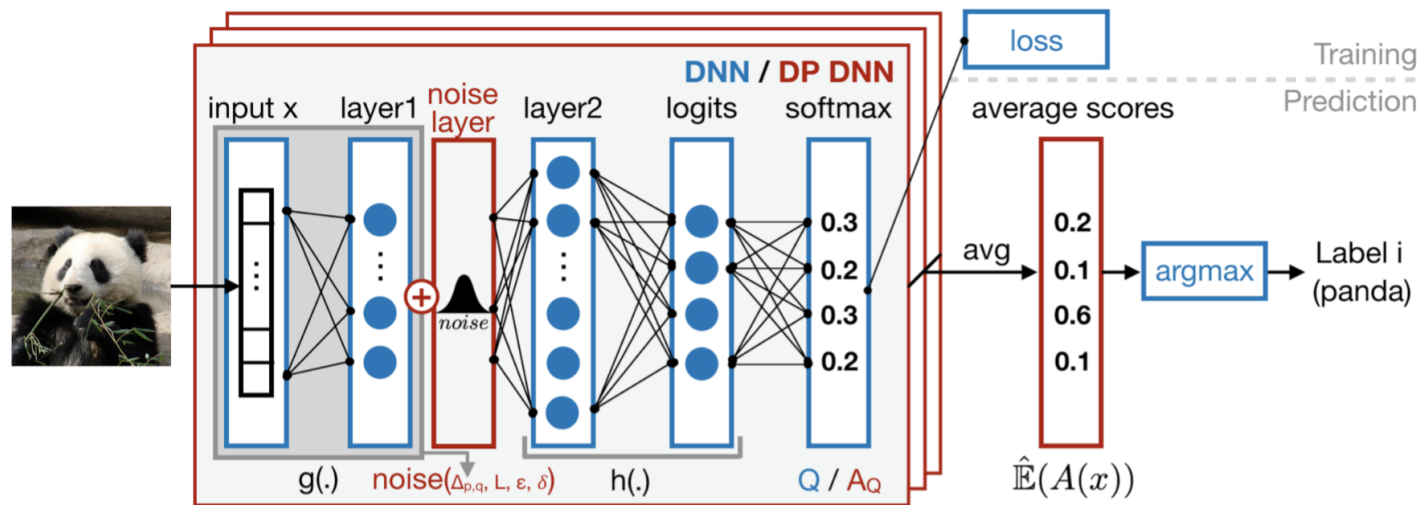 loss
Training
Prediction
DNN / DP DNN
input x
layer1
noise
layer
layer2
logits
softmax
average scores
...
...
...
noise
0.3
0.2
0.3
0.2
avg
0.2
0.1
0.6
0.1
argmax
Label i
(panda)
g(.)
noise(Δp,q, L, ε, δ)
h(.)
Q / AQ
𝔼̂(A(x))